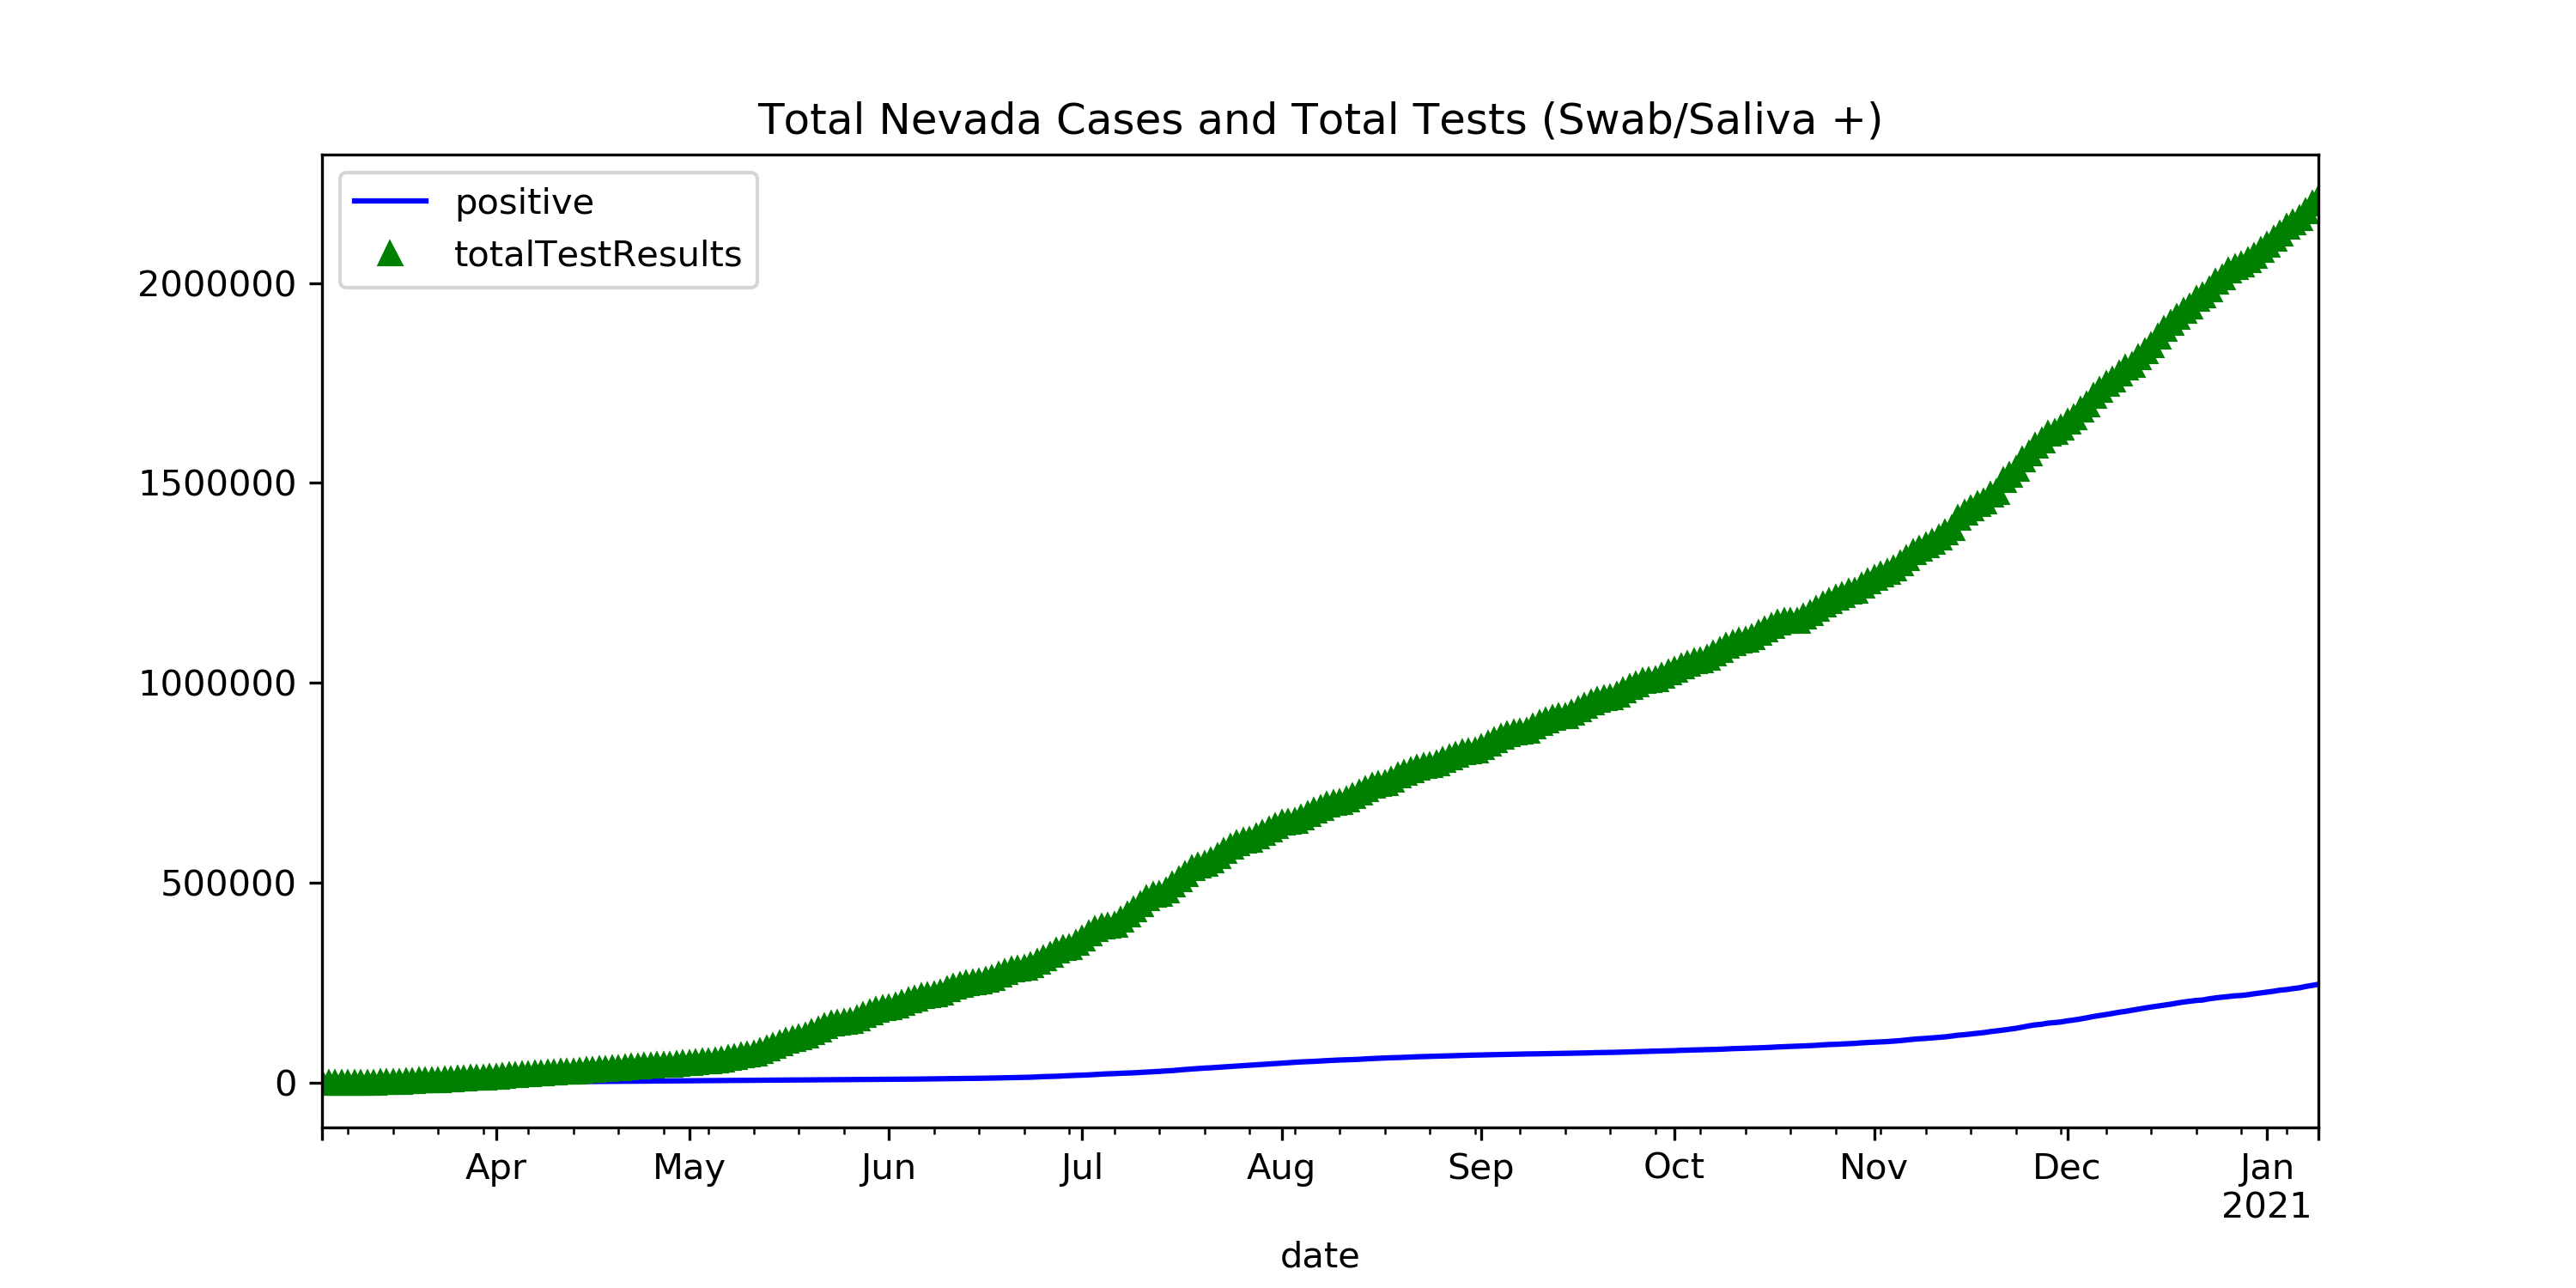 Total Nevada Cases and Total Tests (Swab/Saliva +)
positive
totalTestResults
2000000
1500000
1000000
500000
0
Apr May Jun Jul Aug Sep Oct Nov Dec Jan
2021
date